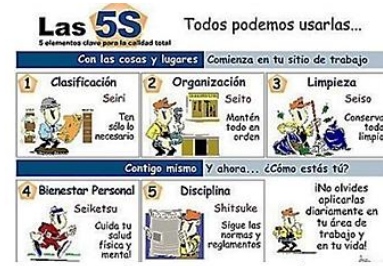 Las 5S
5 elementos clave para la calidad total
Todos podemos usarlas...
Con las cosas y lugares
Comienza en tu sitio de trabajo
1 Clasificación
Seiri
Ten
sólo lo
necesario
2 Organización
Seito
Mantén
todo en
orden
3 Limpieza
Seiso
Conserva
todo
limpio
Contigo mismo
Y ahora... ¿Cómo estás tú?
4 Bienestar Personal
Seiketsu
Cuida tu
salud
física y
mental
5 Disciplina
Shitsuke
Sigue las
normas y
reglamentos
¡No olvides
aplicarlas
diariamente en
tu área de
trabajo y
en tu vida!